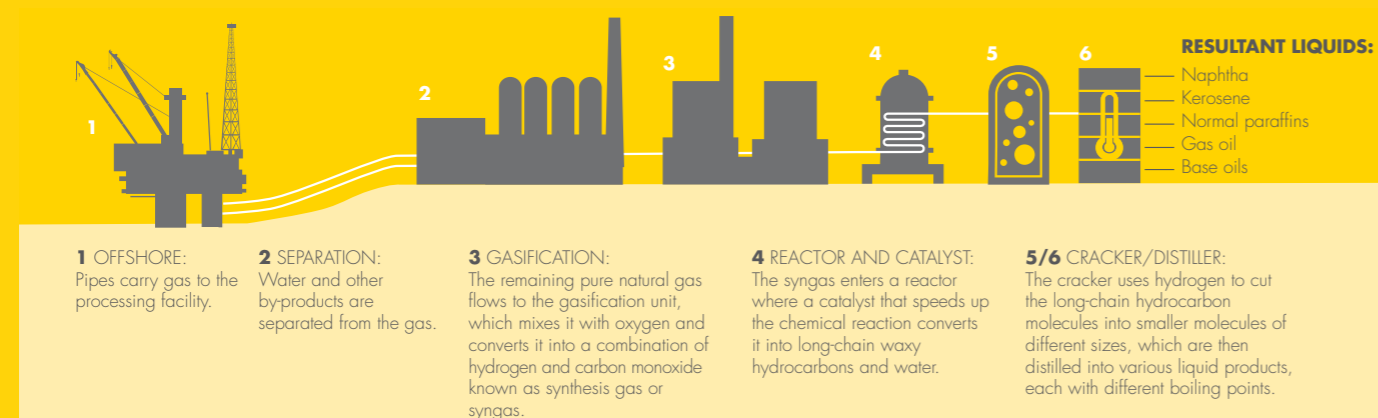 1
2
3
4
5
6
RESULTANT LIQUIDS:
Naphtha
Kerosene
Normal paraffins
Gas oil
Base oils
1 OFFSHORE:
Pipes carry gas to the
processing facility.
2 SEPARATION:
Water and other
by-products are
separated from the gas.
3 GASIFICATION:
The remaining pure natural gas
flows to the gasification unit,
which mixes it with oxygen and
converts it into a combination of
hydrogen and carbon monoxide
known as synthesis gas or
syngas.
4 REACTOR AND CATALYST:
The syngas enters a reactor
where a catalyst that speeds up
the chemical reaction converts
it into long-chain waxy
hydrocarbons and water.
5/6 CRACKER/DISTILLER:
The cracker uses hydrogen to cut
the long-chain hydrocarbon
molecules into smaller molecules of
different sizes, which are then
distilled into various liquid products,
each with different boiling points.